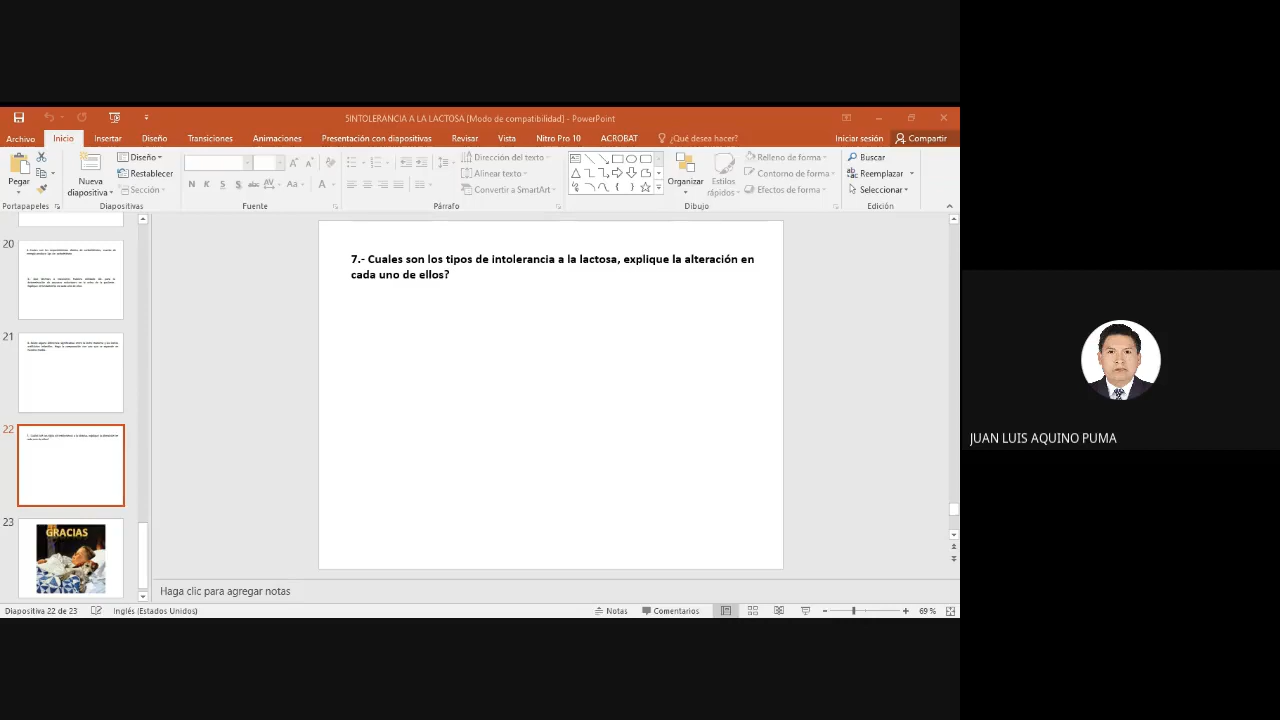 5INTOLERANCIA A LA LACTOSA [Modo de compatibilidad] - PowerPoint
Archivo Inicio Insertar Diseño Transiciones Animaciones Presentación con diapositivas Revisar Vista Nitro Pro 10 ACROBAT ¿Qué desea hacer? Iniciar sesión Compartir
Pegar
Nueva
diapositiva
Diseño
Restablecer
Sección
N K S S abc AV Aa A
Dirección del texto
Alinear texto
Convertir a SmartArt
Organizar
Estilos
rápidos
Relleno de forma
Contorno de forma
Efectos de forma
Buscar
Reemplazar
Seleccionar
Portapapeles Diapositivas Fuente Párrafo Dibujo Edición
20
21
22
23
GRACIAS
7.- Cuales son los tipos de intolerancia a la lactosa, explique la alteración en
cada uno de ellos?
JUAN LUIS AQUINO PUMA
Haga clic para agregar notas
Diapositiva 22 de 23 Inglés (Estados Unidos) Notas Comentarios 69 %